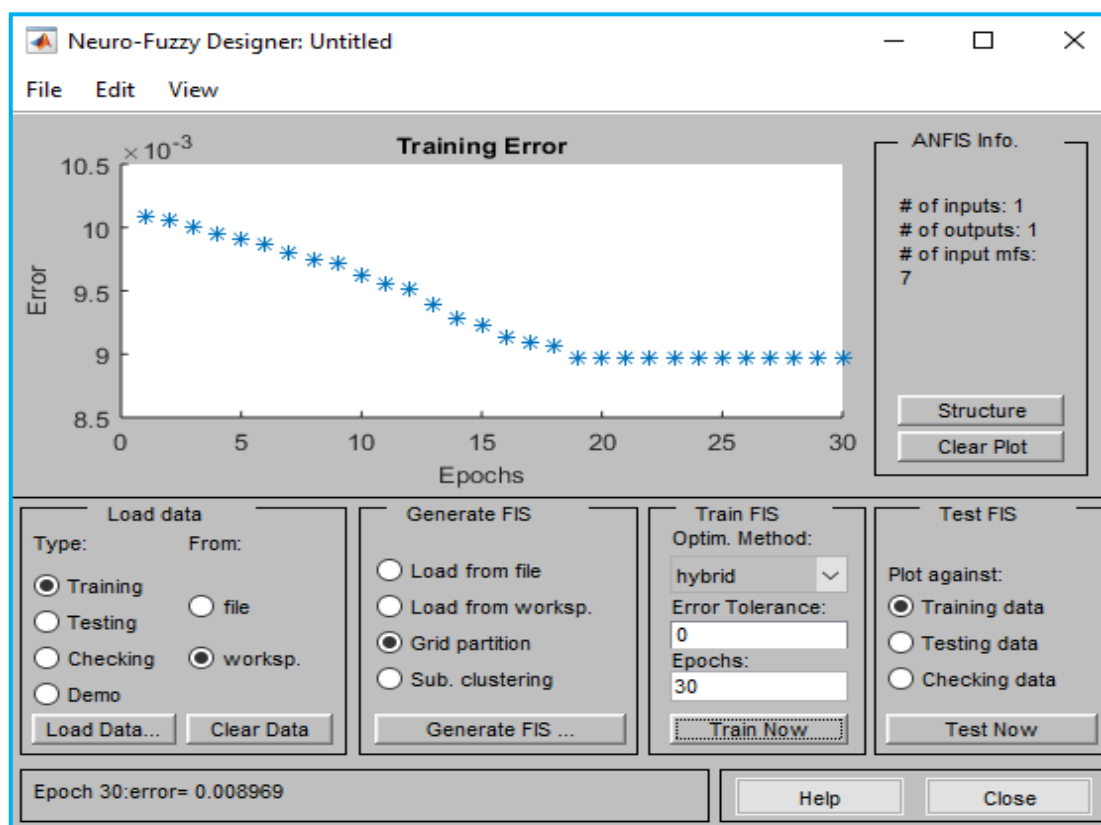 Neuro-Fuzzy Designer: Untitled
File Edit View
× 10-3
Training Error
10.5
10
9.5
9
8.5
Error
0 5 10 15 20 25 30
Epochs
ANFIS Info.
# of inputs: 1
# of outputs: 1
# of input mfs:
7
Structure
Clear Plot
Load data
Type: From:
Training
Testing
Checking
Demo
file
worksp.
Load Data... Clear Data
Generate FIS
Load from file
Load from worksp.
Grid partition
Sub. clustering
Generate FIS ...
Train FIS
Optim. Method:
hybrid
Error Tolerance:
0
Epochs:
30
Train Now
Test FIS
Plot against:
Training data
Testing data
Checking data
Test Now
Epoch 30:error= 0.008969
Help Close